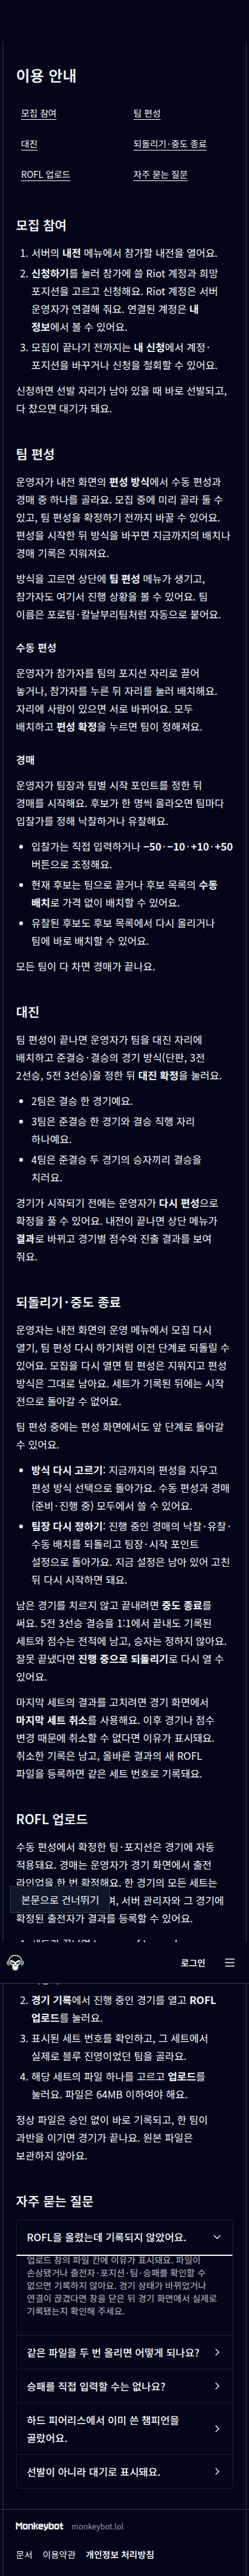 이용 안내
모집 참여
팀 편성
대진
되돌리기·중도 종료
ROFL 업로드
자주 묻는 질문
모집 참여
1. 서버의 내전 메뉴에서 참가할 내전을 열어요.
2. 신청하기를 눌러 참가에 쓸 Riot 계정과 희망
포지션을 고르고 신청해요. Riot 계정은 서버
운영자가 연결해 줘요. 연결된 계정은 내
정보에서 볼 수 있어요.
3. 모집이 끝나기 전까지는 내 신청에서 계정·
포지션을 바꾸거나 신청을 철회할 수 있어요.
신청하면 선발 자리가 남아 있을 때 바로 선발되고,
다 찼으면 대기가 돼요.
팀 편성
운영자가 내전 화면의 편성 방식에서 수동 편성과
경매 중 하나를 골라요. 모집 중에 미리 골라 둘 수
있고, 팀 편성을 확정하기 전까지 바꿀 수 있어요.
편성을 시작한 뒤 방식을 바꾸면 지금까지의 배치나
경매 기록은 지워져요.
방식을 고르면 상단에 팀 편성 메뉴가 생기고,
참가자도 여기서 진행 상황을 볼 수 있어요. 팀
이름은 포로팀·칼날부리팀처럼 자동으로 붙어요.
수동 편성
운영자가 참가자를 팀의 포지션 자리로 끌어
놓거나, 참가자를 누른 뒤 자리를 눌러 배치해요.
자리에 사람이 있으면 서로 바뀌어요. 모두
배치하고 편성 확정을 누르면 팀이 정해져요.
경매
운영자가 팀장과 팀별 시작 포인트를 정한 뒤
경매를 시작해요. 후보가 한 명씩 올라오면 팀마다
입찰가를 정해 낙찰하거나 유찰해요.
• 입찰가는 직접 입력하거나 −50·−10·+10·+50
버튼으로 조정해요.
• 현재 후보는 팀으로 끌거나 후보 목록의 수동
배치로 가격 없이 배치할 수 있어요.
• 유찰된 후보도 후보 목록에서 다시 올리거나
팀에 바로 배치할 수 있어요.
모든 팀이 다 차면 경매가 끝나요.
대진
팀 편성이 끝나면 운영자가 팀을 대진 자리에
배치하고 준결승·결승의 경기 방식(단판, 3전
2선승, 5전 3선승)을 정한 뒤 대진 확정을 눌러요.
• 2팀은 결승 한 경기예요.
• 3팀은 준결승 한 경기와 결승 직행 자리
하나예요.
• 4팀은 준결승 두 경기의 승자끼리 결승을
치러요.
경기가 시작되기 전에는 운영자가 다시 편성으로
확정을 풀 수 있어요. 내전이 끝나면 상단 메뉴가
결과로 바뀌고 경기별 점수와 진출 결과를 보여
줘요.
되돌리기·중도 종료
운영자는 내전 화면의 운영 메뉴에서 모집 다시
열기, 팀 편성 다시 하기처럼 이전 단계로 되돌릴 수
있어요. 모집을 다시 열면 팀 편성은 지워지고 편성
방식은 그대로 남아요. 세트가 기록된 뒤에는 시작
전으로 돌아갈 수 없어요.
팀 편성 중에는 편성 화면에서도 앞 단계로 돌아갈
수 있어요.
• 방식 다시 고르기: 지금까지의 편성을 지우고
편성 방식 선택으로 돌아가요. 수동 편성과 경매
(준비·진행 중) 모두에서 쓸 수 있어요.
• 팀장 다시 정하기: 진행 중인 경매의 낙찰·유찰·
수동 배치를 되돌리고 팀장·시작 포인트
설정으로 돌아가요. 지금 설정은 남아 있어 고친
뒤 다시 시작하면 돼요.
남은 경기를 치르지 않고 끝내려면 중도 종료를
써요. 5전 3선승 결승을 1:1에서 끝내도 기록된
세트와 점수는 전적에 남고, 승자는 정하지 않아요.
잘못 끝냈다면 진행 중으로 되돌리기로 다시 열 수
있어요.
마지막 세트의 결과를 고치려면 경기 화면에서
마지막 세트 취소를 사용해요. 이후 경기나 점수
변경 때문에 취소할 수 없다면 이유가 표시돼요.
취소한 기록은 남고, 올바른 결과의 새 ROFL
파일을 등록하면 같은 세트 번호로 기록돼요.
ROFL 업로드
수동 편성에서 확정한 팀·포지션은 경기에 자동
적용돼요. 경매는 운영자가 경기 화면에서 출전
라인업을 한 번 확정해요. 한 경기의 모든 세트는
본문으로 건너뛰기
며, 서버 관리자와 그 경기에
확정된 출전자가 결과를 등록할 수 있어요.
로그인
2. 경기 기록에서 진행 중인 경기를 열고 ROFL
업로드를 눌러요.
3. 표시된 세트 번호를 확인하고, 그 세트에서
실제로 블루 진영이었던 팀을 골라요.
4. 해당 세트의 파일 하나를 고르고 업로드를
눌러요. 파일은 64MB 이하여야 해요.
정상 파일은 승인 없이 바로 기록되고, 한 팀이
과반을 이기면 경기가 끝나요. 원본 파일은
보관하지 않아요.
자주 묻는 질문
ROFL을 올렸는데 기록되지 않았어요.
업로드 창의 파일 칸에 이유가 표시돼요. 파일이
손상됐거나 출전자·포지션·팀·승패를 확인할 수
없으면 기록하지 않아요. 경기 상태가 바뀌었거나
연결이 끊겼다면 창을 닫은 뒤 경기 화면에서 실제로
기록됐는지 확인해 주세요.
같은 파일을 두 번 올리면 어떻게 되나요?
승패를 직접 입력할 수는 없나요?
하드 피어리스에서 이미 쓴 챔피언을
골랐어요.
선발이 아니라 대기로 표시돼요.
Monkeybot monkeybot.lol
문서 이용약관 개인정보 처리방침